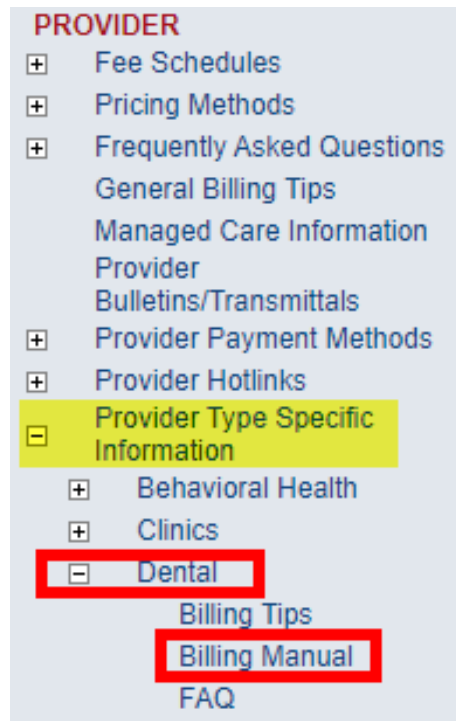 PROVIDER
Fee Schedules
Pricing Methods
Frequently Asked Questions
General Billing Tips
Managed Care Information
Provider
Bulletins/Transmittals
Provider Payment Methods
Provider Hotlinks
Provider Type Specific
Information
Behavioral Health
Clinics
Dental
Billing Tips
Billing Manual
FAQ